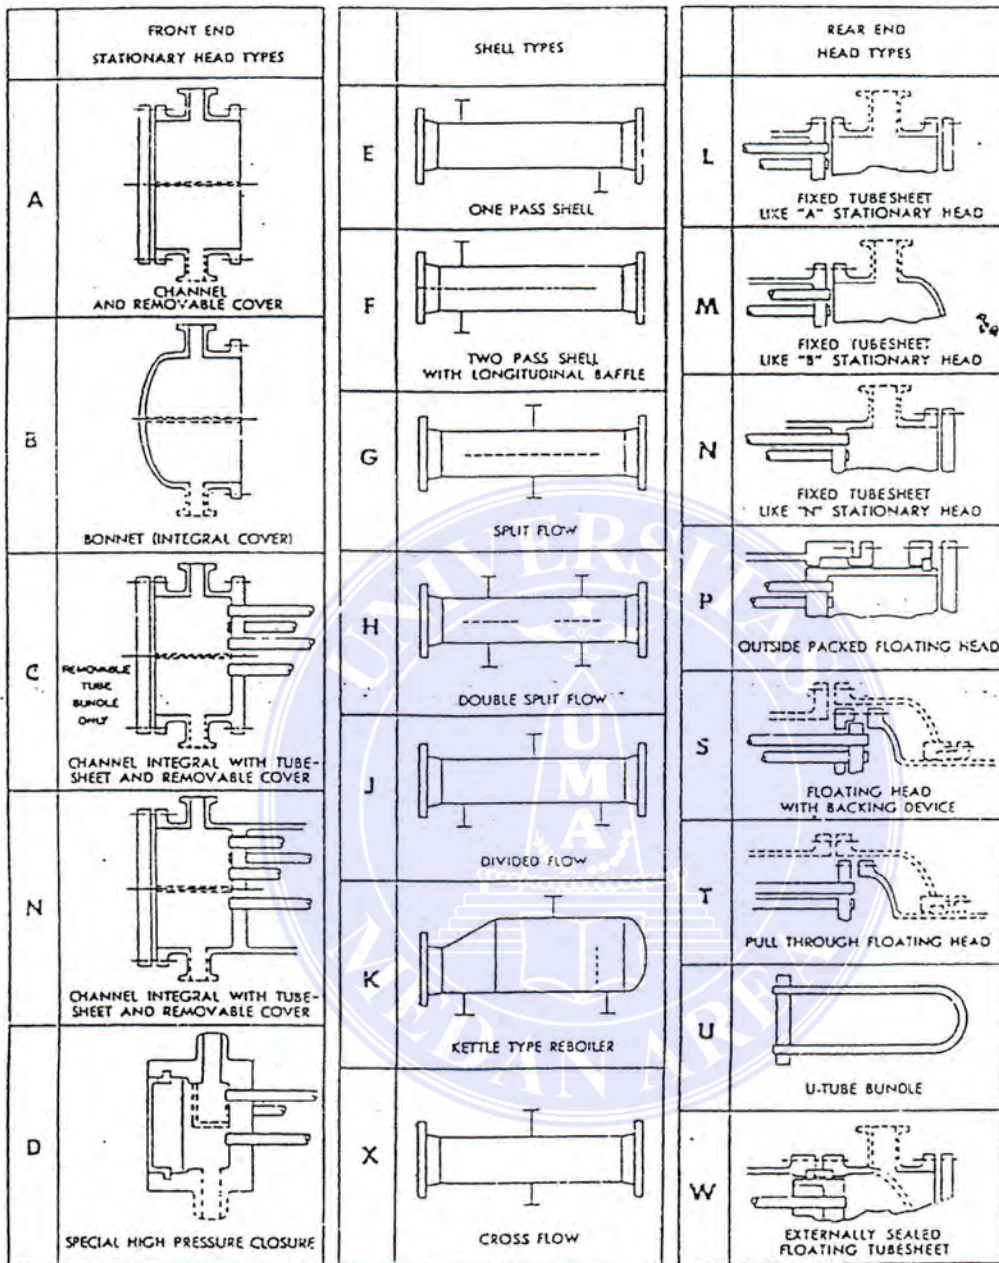 FRONT END
STATIONARY HEAD TYPES
A
CHANNEL
AND REMOVABLE COVER
B
BONNET (INTEGRAL COVER)
C
REMOVABLE
TUBE
BUNDLE
ONLY
CHANNEL INTEGRAL WITH TUBE-
SHEET AND REMOVABLE COVER
N
CHANNEL INTEGRAL WITH TUBE-
SHEET AND REMOVABLE COVER
D
SPECIAL HIGH PRESSURE CLOSURE
SHELL TYPES
E
ONE PASS SHELL
F
TWO PASS SHELL
WITH LONGITUDINAL BAFFLE
G
SPLIT FLOW
H
DOUBLE SPLIT FLOW
J
DIVIDED FLOW
K
KETTLE TYPE REBOILER
X
CROSS FLOW
REAR END
HEAD TYPES
L
FIXED TUBESHEET
LIKE "A" STATIONARY HEAD
M
FIXED TUBESHEET
LIKE "B" STATIONARY HEAD
N
FIXED TUBESHEET
LIKE "N" STATIONARY HEAD
P
OUTSIDE PACKED FLOATING HEAD
S
FLOATING HEAD
WITH BACKING DEVICE
T
PULL THROUGH FLOATING HEAD
U
U-TUBE BUNDLE
W
EXTERNALLY SEALED
FLOATING TUBESHEET
UNIVERSITAS
MEDAN AREA
UMA